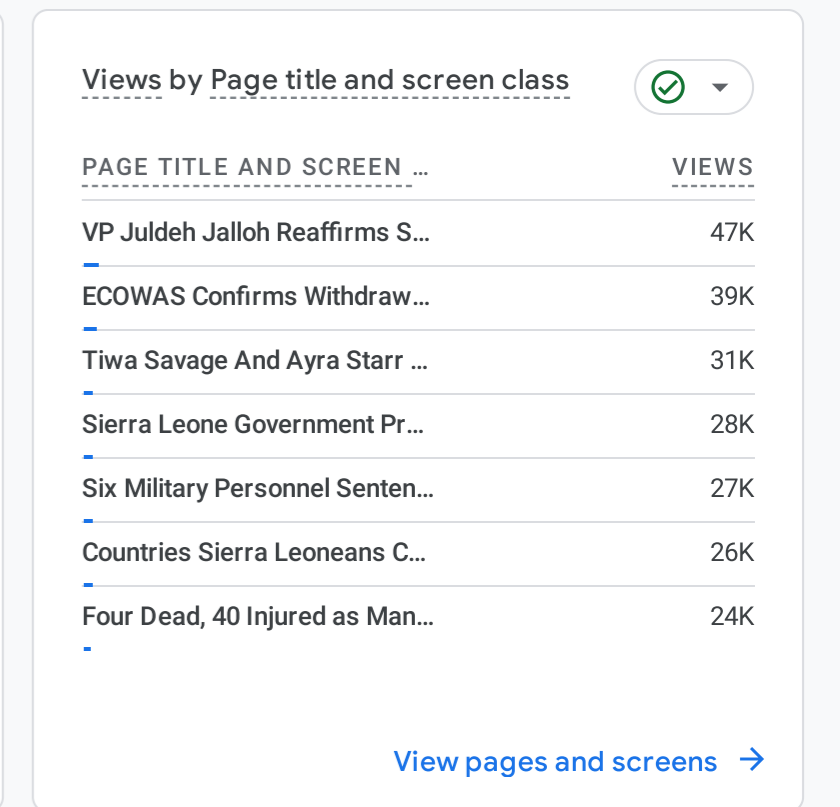 Views by Page title and screen class
PAGE TITLE AND SCREEN … VIEWS
VP Juldeh Jalloh Reaffirms S… 47K
ECOWAS Confirms Withdraw… 39K
Tiwa Savage And Ayra Starr … 31K
Sierra Leone Government Pr… 28K
Six Military Personnel Senten… 27K
Countries Sierra Leoneans C… 26K
Four Dead, 40 Injured as Man… 24K
View pages and screens